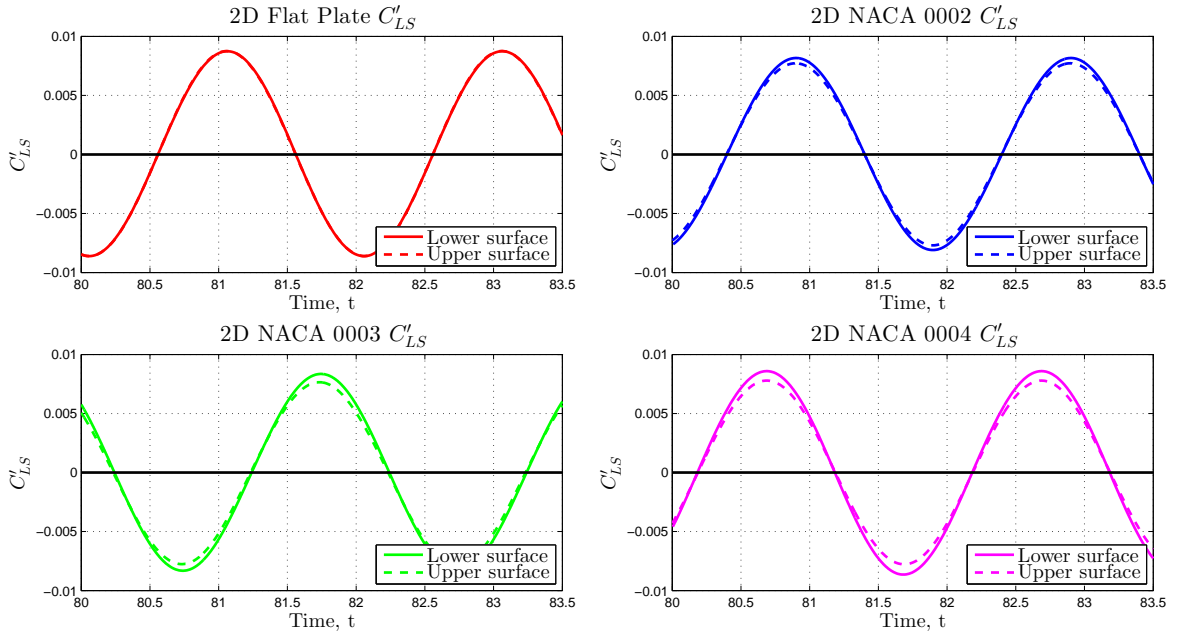 2D Flat Plate C′LS
0.01
0.005
0
−0.005
−0.01
C′LS
80 80.5 81 81.5 82 82.5 83 83.5
Time, t
Lower surface
Upper surface
2D NACA 0002 C′LS
0.01
0.005
0
−0.005
−0.01
C′LS
80 80.5 81 81.5 82 82.5 83 83.5
Time, t
Lower surface
Upper surface
2D NACA 0003 C′LS
0.01
0.005
0
−0.005
−0.01
C′LS
80 80.5 81 81.5 82 82.5 83 83.5
Time, t
Lower surface
Upper surface
2D NACA 0004 C′LS
0.01
0.005
0
−0.005
−0.01
C′LS
80 80.5 81 81.5 82 82.5 83 83.5
Time, t
Lower surface
Upper surface